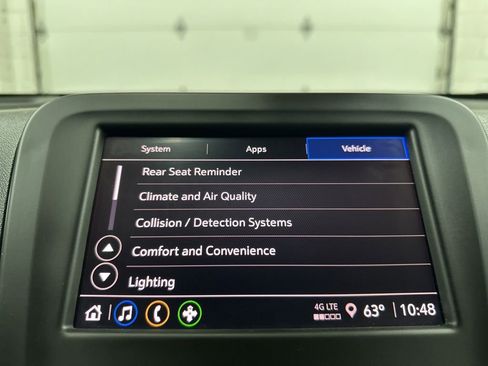 System Apps Vehicle
Rear Seat Reminder
Climate and Air Quality
Collision / Detection Systems
Comfort and Convenience
Lighting
4G LTE
63° 10:48